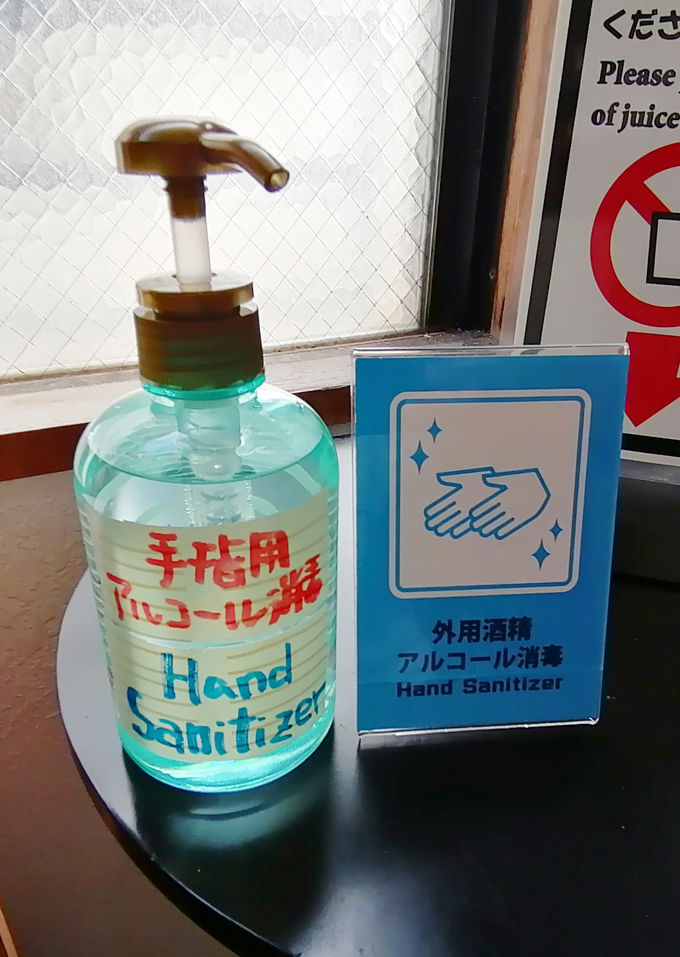 手指用
アルコール消毒
Hand
Sanitizer
外用酒精
アルコール消毒
Hand Sanitizer
くださ
Please
of juice